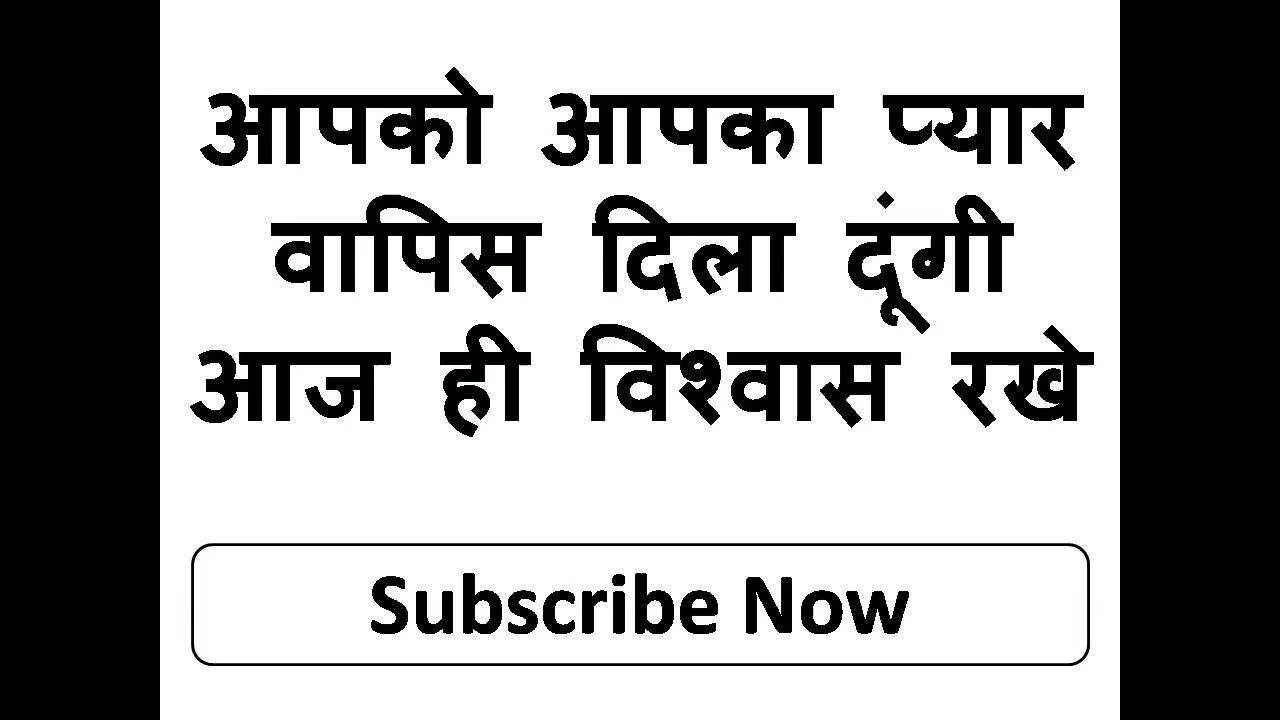 आपको आपका प्यार
वापिस दिला दूंगी
आज ही विश्वास रखे
Subscribe Now